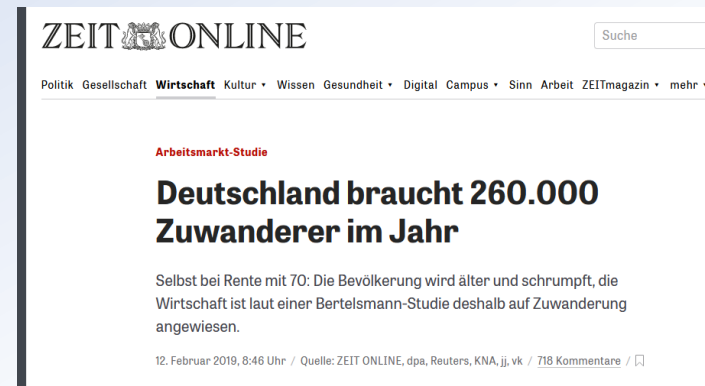 ZEIT ONLINE
Suche
Politik Gesellschaft Wirtschaft Kultur Wissen Gesundheit Digital Campus Sinn Arbeit ZEITmagazin mehr
Arbeitsmarkt-Studie
Deutschland braucht 260.000
Zuwanderer im Jahr
Selbst bei Rente mit 70: Die Bevölkerung wird älter und schrumpft, die
Wirtschaft ist laut einer Bertelsmann-Studie deshalb auf Zuwanderung
angewiesen.
12. Februar 2019, 8:46 Uhr / Quelle: ZEIT ONLINE, dpa, Reuters, KNA, jj, vk / 718 Kommentare /